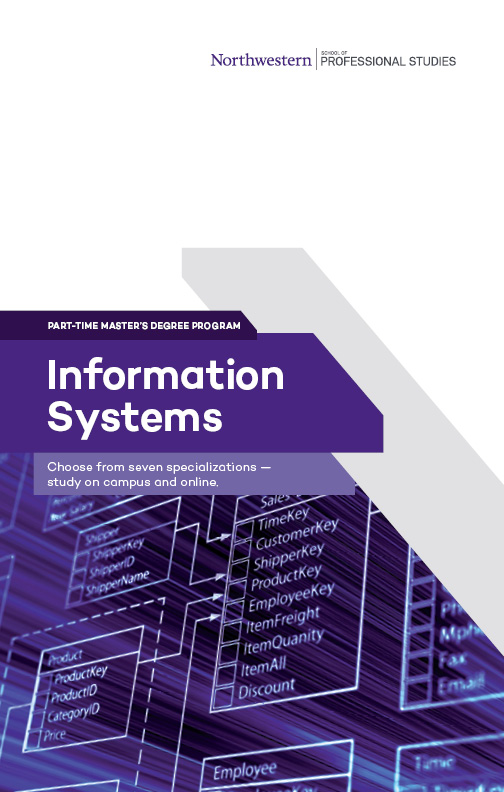 Northwestern
SCHOOL OF
PROFESSIONAL STUDIES
PART-TIME MASTER'S DEGREE PROGRAM
Information
Systems
Choose from seven specializations —
study on campus and online.
Sales
TimeKey
CustomerKey
ShipperKey
ProductKey
EmployeeKey
ItemFreight
ItemQuanity
ItemAll
Discount
Shipper
ShipperKey
ShipperID
ShipperName
Product
ProductKey
ProductID
CategoryID
Price
Employee
Fax
Email
Time